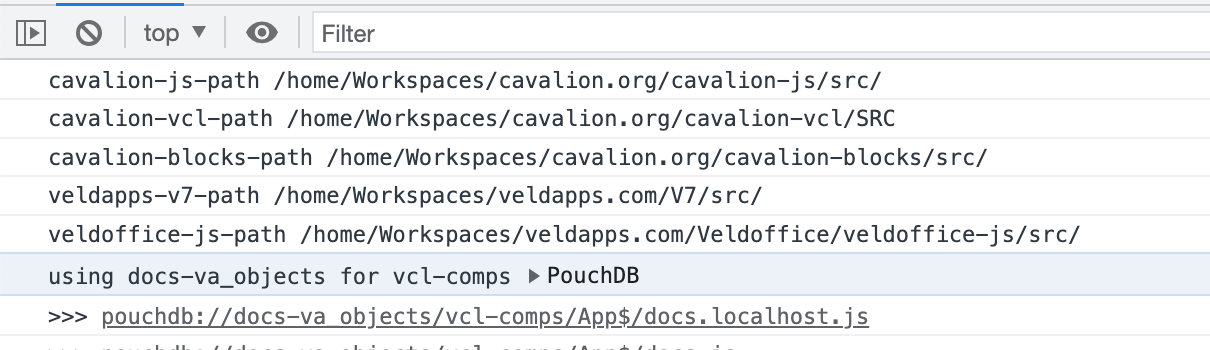 top ▼ Filter
cavalion-js-path /home/Workspaces/cavalion.org/cavalion-js/src/
cavalion-vcl-path /home/Workspaces/cavalion.org/cavalion-vcl/SRC
cavalion-blocks-path /home/Workspaces/cavalion.org/cavalion-blocks/src/
veldapps-v7-path /home/Workspaces/veldapps.com/V7/src/
veldoffice-js-path /home/Workspaces/veldapps.com/Veldoffice/veldoffice-js/src/
using docs-va_objects for vcl-comps ▶ PouchDB
>>> pouchdb://docs-va_objects/vcl-comps/App$/docs.localhost.js